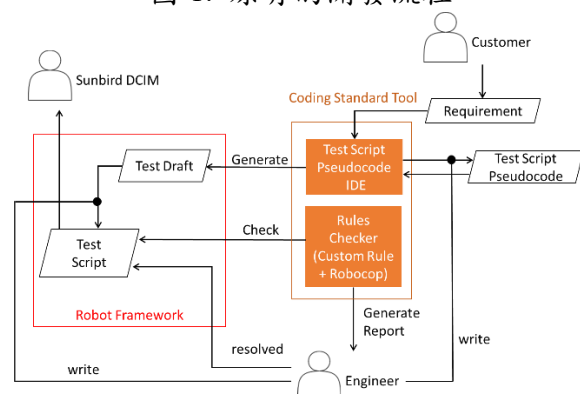 Customer
Sunbird DCIM
Coding Standard Tool
Requirement
Test Draft
Generate
Test Script
Pseudocode
IDE
Test Script
Pseudocode
Test
Script
Check
Rules
Checker
(Custom Rule
+ Robocop)
Robot Framework
Generate
Report
write
resolved
write
Engineer